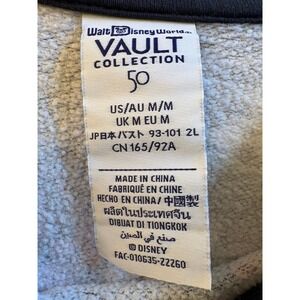 Walt Disney World
VAULT
COLLECTION
50
US/AU M/M
UK M EU M
JP日本バスト 93-101 2L
CN 165/92A
MADE IN CHINA
FABRIQUÉ EN CHINE
HECHO EN CHINA / 中國製
ผลิตในประเทศจีน
DIBUAT DI TIONGKOK
صنع في الصين
© DISNEY
FAC-010635-22260